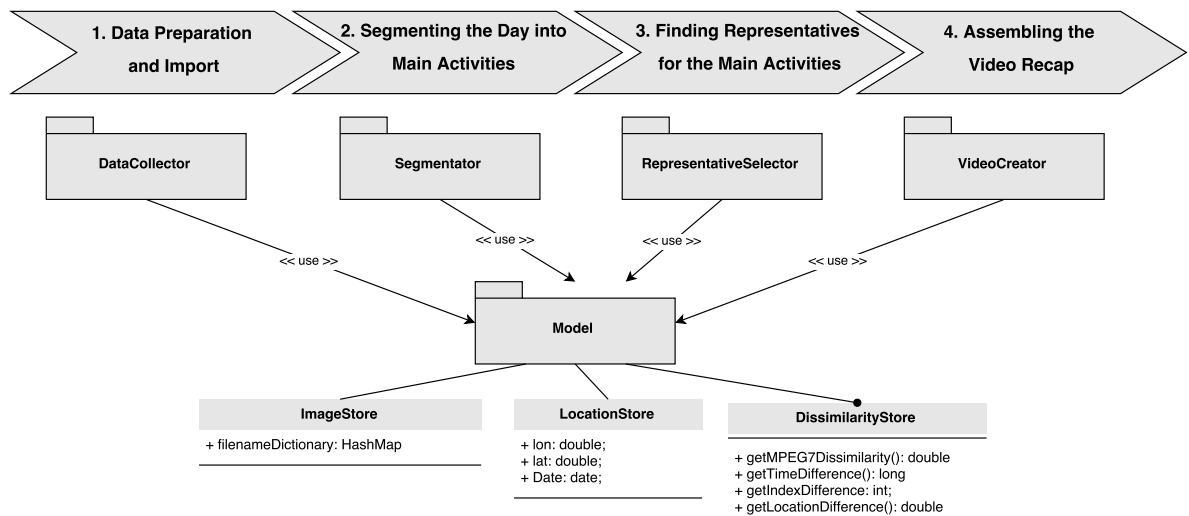 1. Data Preparation
and Import
2. Segmenting the Day into
Main Activities
3. Finding Representatives
for the Main Activities
4. Assembling the
Video Recap
DataCollector
Segmentator
RepresentativeSelector
VideoCreator
<< use >>
<< use >>
<< use >>
<< use >>
Model
ImageStore
+ filenameDictionary: HashMap
LocationStore
+ lon: double;
+ lat: double;
+ Date: date;
DissimilarityStore
+ getMPEG7Dissimilarity(): double
+ getTimeDifference(): long
+ getIndexDifference: int;
+ getLocationDifference(): double